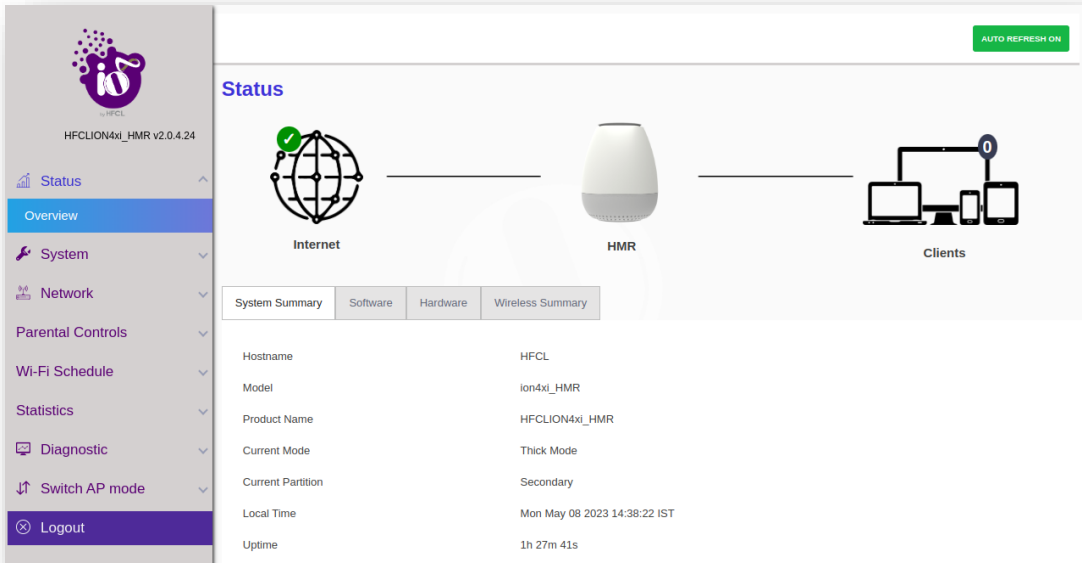 io
by HFCL
HFCLION4xi_HMR v2.0.4.24
Status
Overview
System
Network
Parental Controls
Wi-Fi Schedule
Statistics
Diagnostic
Switch AP mode
Logout
AUTO REFRESH ON
Status
0
Internet
HMR
Clients
System Summary Software Hardware Wireless Summary
Hostname HFCL
Model ion4xi_HMR
Product Name HFCLION4xi_HMR
Current Mode Thick Mode
Current Partition Secondary
Local Time Mon May 08 2023 14:38:22 IST
Uptime 1h 27m 41s